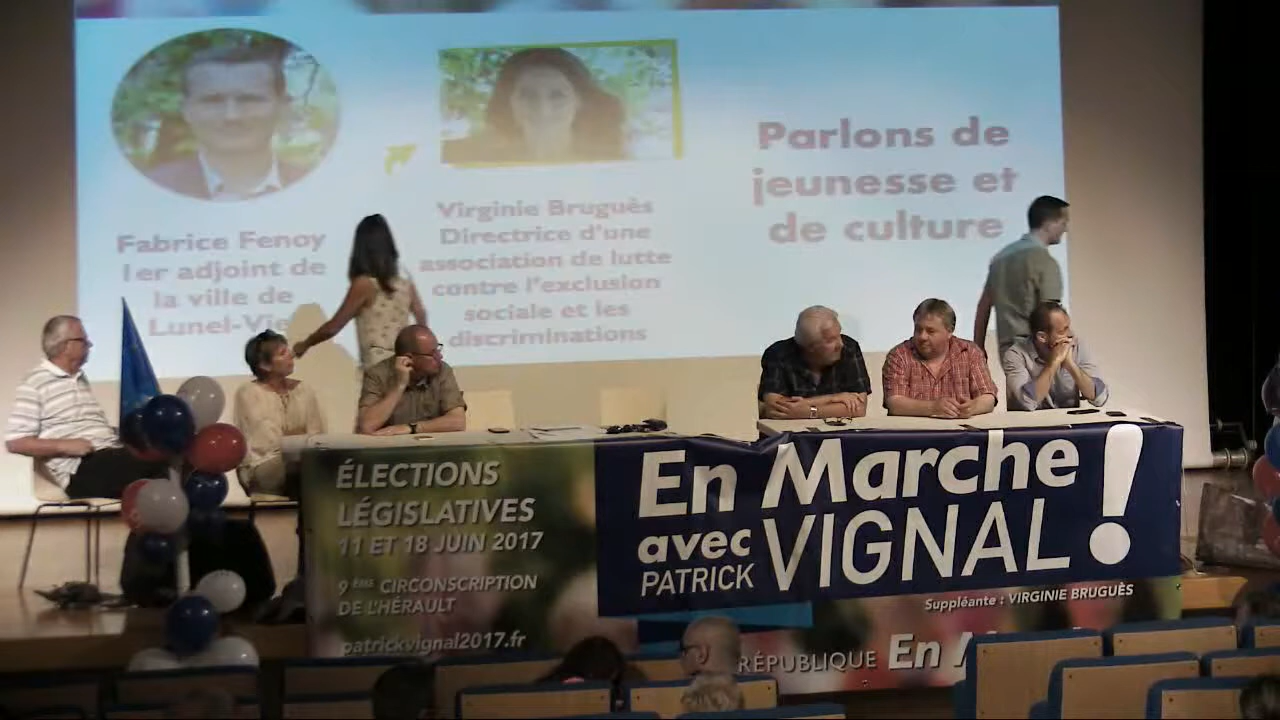 Fabrice Fenoy
1er adjoint de
la ville de
Virginie Bruguès
Directrice d'une
association de lutte
contre l'exclusion
sociale et les
discriminations
Parlons de
jeunesse et
de culture
ÉLECTIONS
LÉGISLATIVES
11 ET 18 JUIN 2017
9ÈME CIRCONSCRIPTION
DE L'HÉRAULT
patrickvignal2017.fr
En Marche !
avec
PATRICK VIGNAL
Suppléante : VIRGINIE BRUGUÈS
RÉPUBLIQUE En